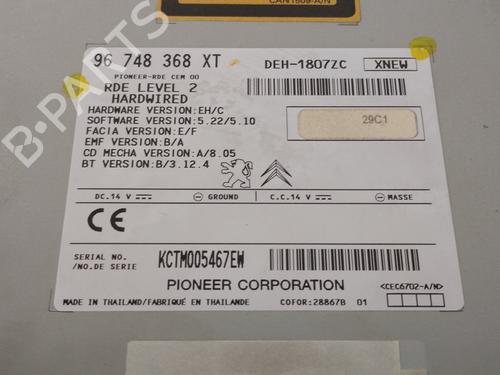 CAN1909-A/N
96 748 368 XT DEH-1807ZC XNEW
PIONEER-RDE CEM 00
RDE LEVEL 2
HARDWIRED
HARDWARE VERSION:EH/C
SOFTWARE VERSION:5.22/5.10
FACIA VERSION:E/F
EMF VERSION:B/A
CD MECHA VERSION:A/8.05
BT VERSION:B/3.12.4
29C1
DC.14 V GROUND C.C.14 V MASSE
CE
SERIAL NO.
/NO.DE SERIE
KCTM005467EW
PIONEER CORPORATION
<CEC6702-A/N>
MADE IN THAILAND/FABRIQUÉ EN THAILANDE COFOR:28867B 01
B-PARTS